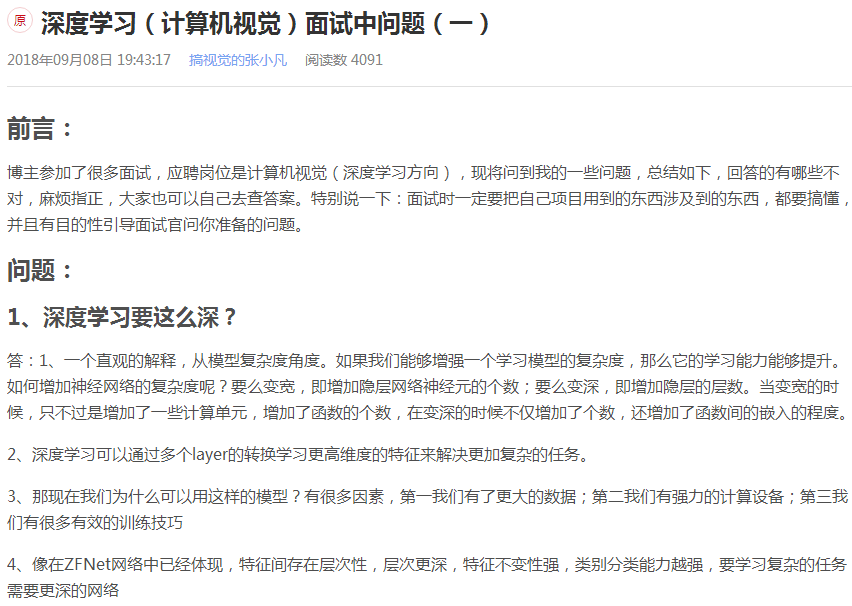 原 深度学习（计算机视觉）面试中问题（一）
2018年09月08日 19:43:17 搞视觉的张小凡 阅读数 4091
前言：
博主参加了很多面试，应聘岗位是计算机视觉（深度学习方向），现将问到我的一些问题，总结如下，回答的有哪些不
对，麻烦指正，大家也可以自己去查答案。特别说一下：面试时一定要把自己项目用到的东西涉及到的东西，都要搞懂，
并且有目的性引导面试官问你准备的问题。
问题：
1、深度学习要这么深？
答：1、一个直观的解释，从模型复杂度角度。如果我们能够增强一个学习模型的复杂度，那么它的学习能力能够提升。
如何增加神经网络的复杂度呢？要么变宽，即增加隐层网络神经元的个数；要么变深，即增加隐层的层数。当变宽的时
候，只不过是增加了一些计算单元，增加了函数的个数，在变深的时候不仅增加了个数，还增加了函数间的嵌入的程度。
2、深度学习可以通过多个layer的转换学习更高维度的特征来解决更加复杂的任务。
3、那现在我们为什么可以用这样的模型？有很多因素，第一我们有了更大的数据；第二我们有强力的计算设备；第三我
们有很多有效的训练技巧
4、像在ZFNet网络中已经体现，特征间存在层次性，层次更深，特征不变性强，类别分类能力越强，要学习复杂的任务
需要更深的网络